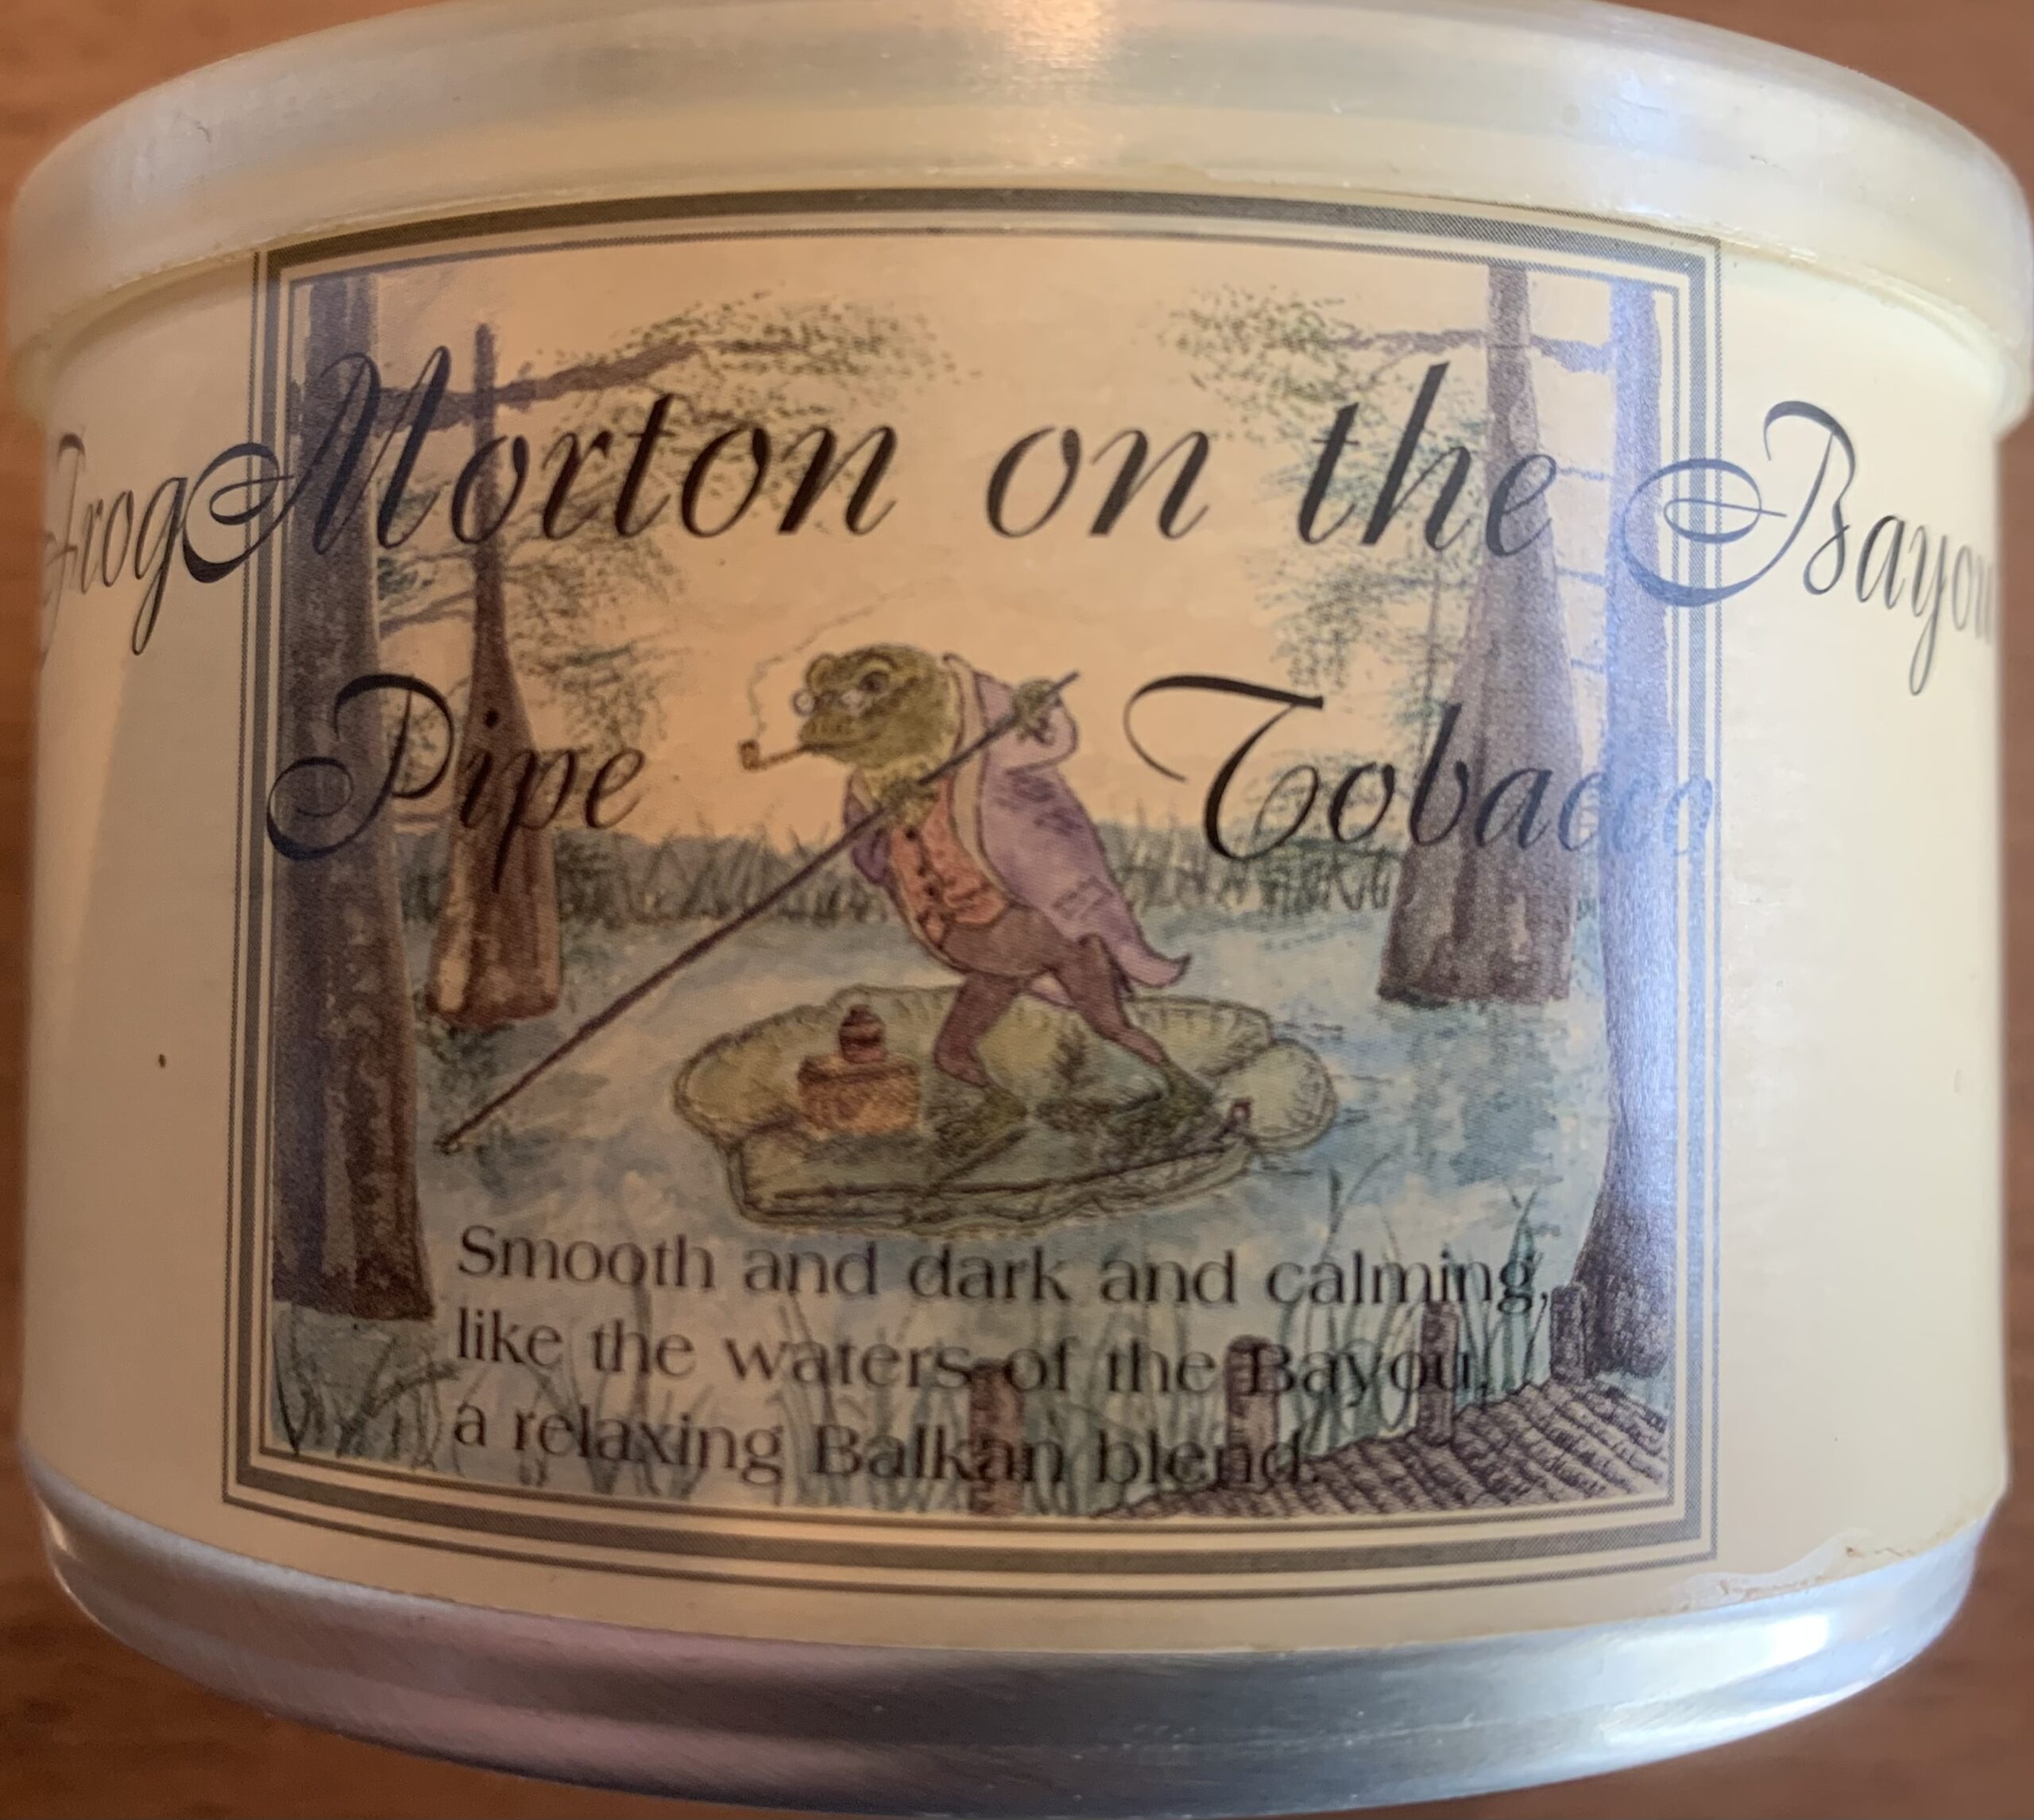 Frog Morton on the Bayou
Pipe Tobacco
Smooth and dark and calming,
like the waters of the Bayou,
a relaxing Balkan blend.